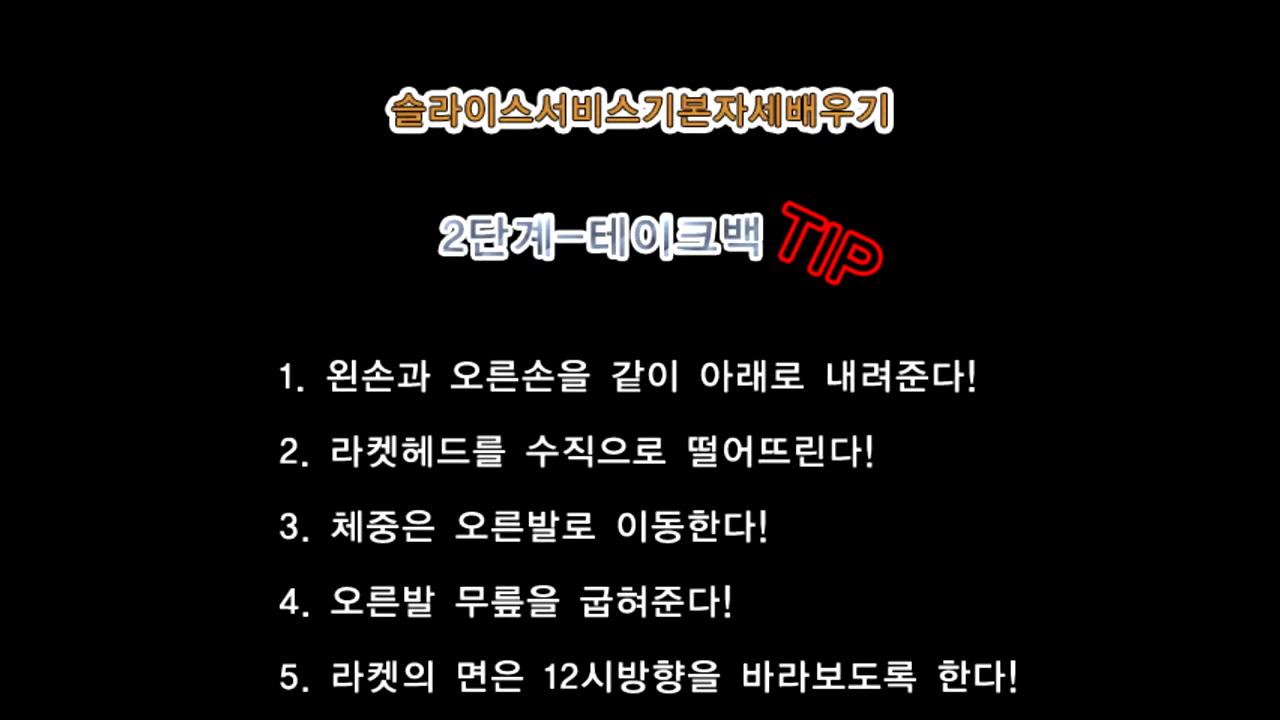 슬라이스서비스기본자세배우기
2단계-테이크백 TIP
1. 왼손과 오른손을 같이 아래로 내려준다!
2. 라켓헤드를 수직으로 떨어뜨린다!
3. 체중은 오른발로 이동한다!
4. 오른발 무릎을 굽혀준다!
5. 라켓의 면은 12시방향을 바라보도록 한다!